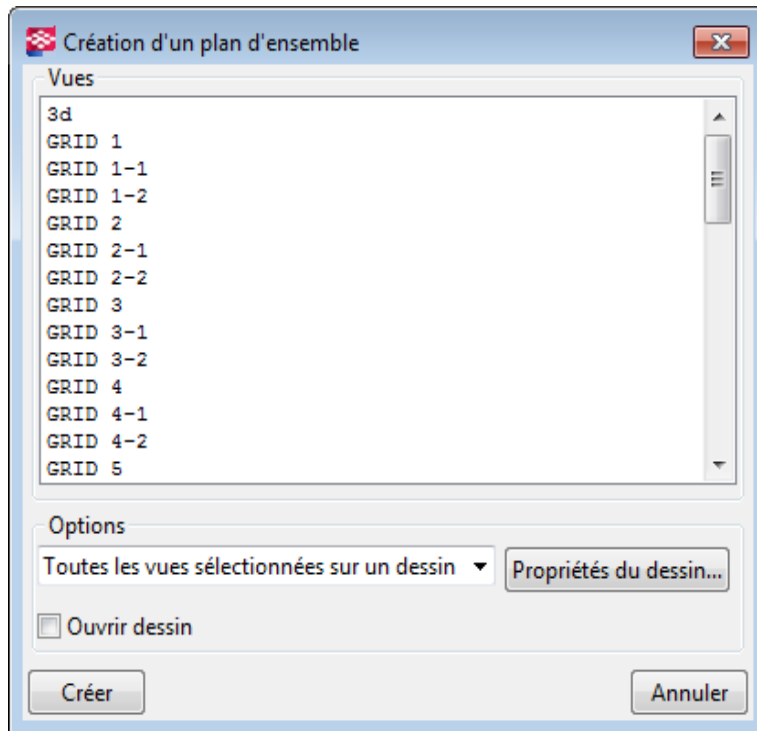 Création d'un plan d'ensemble
Vues
3d
GRID 1
GRID 1-1
GRID 1-2
GRID 2
GRID 2-1
GRID 2-2
GRID 3
GRID 3-1
GRID 3-2
GRID 4
GRID 4-1
GRID 4-2
GRID 5
Options
Toutes les vues sélectionnées sur un dessin Propriétés du dessin...
Ouvrir dessin
Créer Annuler